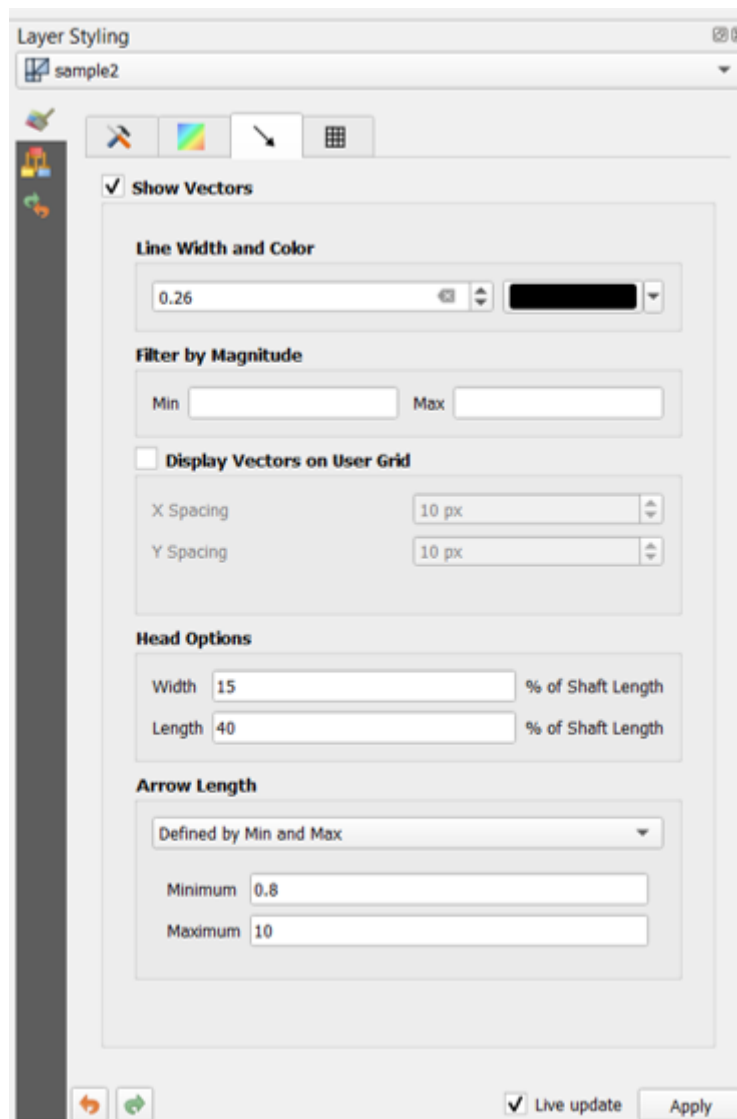 Layer Styling
sample2
Show Vectors
Line Width and Color
0.26
Filter by Magnitude
Min Max
Display Vectors on User Grid
X Spacing 10 px
Y Spacing 10 px
Head Options
Width 15 % of Shaft Length
Length 40 % of Shaft Length
Arrow Length
Defined by Min and Max
Minimum 0.8
Maximum 10
Live update Apply